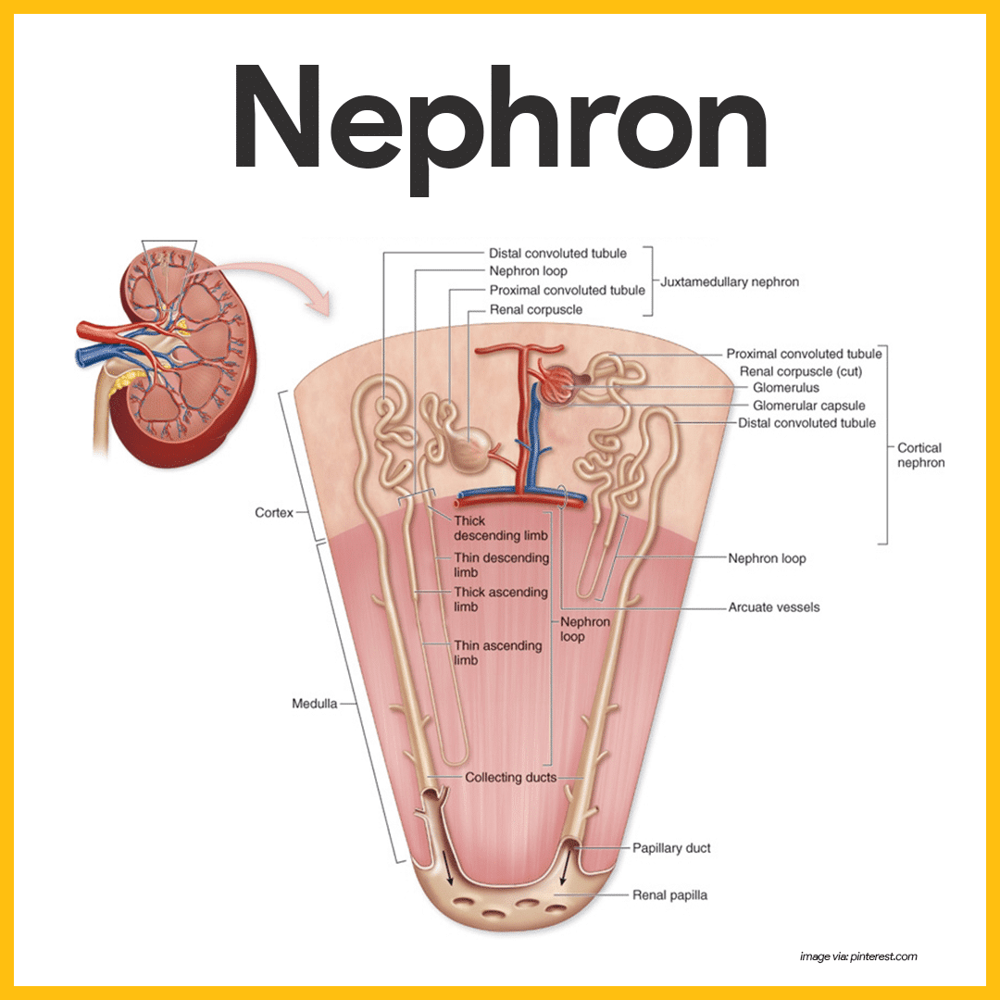 Nephron
Distal convoluted tubule
Nephron loop
Proximal convoluted tubule
Renal corpuscle
Juxtamedullary nephron
Proximal convoluted tubule
Renal corpuscle (cut)
Glomerulus
Glomerular capsule
Distal convoluted tubule
Cortical
nephron
Cortex
Thick
descending limb
Thin descending
limb
Thick ascending
limb
Nephron
loop
Thin ascending
limb
Nephron loop
Arcuate vessels
Medulla
Collecting ducts
Papillary duct
Renal papilla
image via: pinterest.com